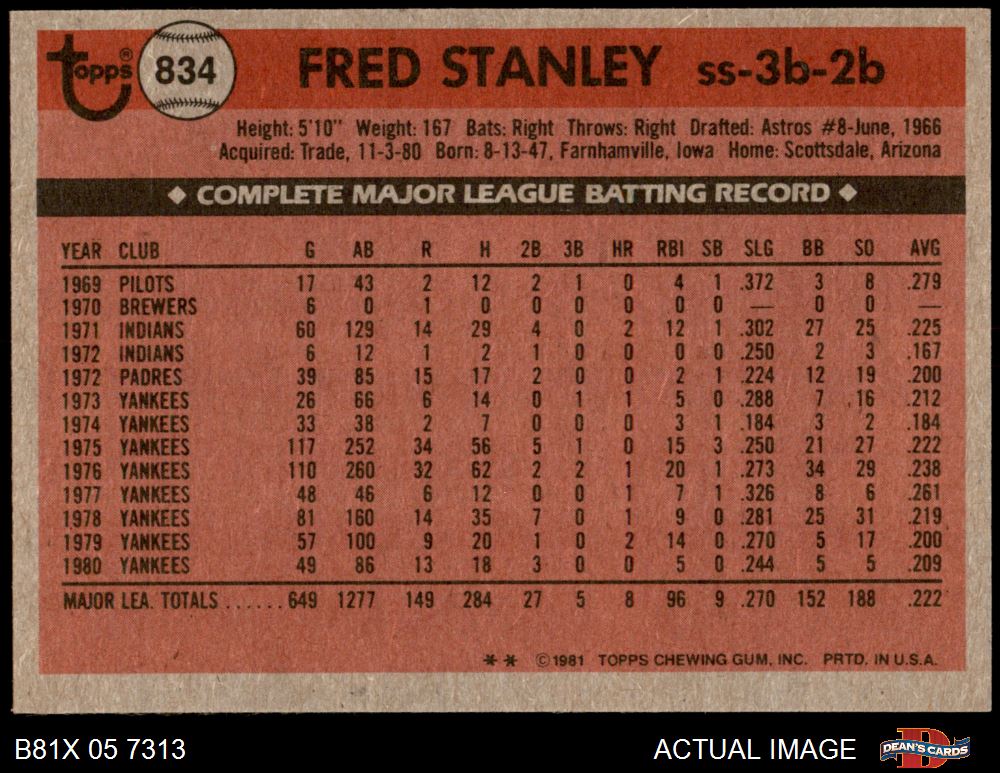 Topps® 834 FRED STANLEY ss-3b-2b
Height: 5'10" Weight: 167 Bats: Right Throws: Right Drafted: Astros #8-June, 1966
Acquired: Trade, 11-3-80 Born: 8-13-47, Farnhamville, Iowa Home: Scottsdale, Arizona
◆ COMPLETE MAJOR LEAGUE BATTING RECORD ◆
YEAR CLUB G AB R H 2B 3B HR RBI SB SLG BB SO AVG
1969 PILOTS 17 43 2 12 2 1 0 4 1 .372 3 8 .279
1970 BREWERS 6 0 1 0 0 0 0 0 0 — 0 0 —
1971 INDIANS 60 129 14 29 4 0 2 12 1 .302 27 25 .225
1972 INDIANS 6 12 1 2 1 0 0 0 0 .250 2 3 .167
1972 PADRES 39 85 15 17 2 0 0 2 1 .224 12 19 .200
1973 YANKEES 26 66 6 14 0 1 1 5 0 .288 7 16 .212
1974 YANKEES 33 38 2 7 0 0 0 3 1 .184 3 2 .184
1975 YANKEES 117 252 34 56 5 1 0 15 3 .250 21 27 .222
1976 YANKEES 110 260 32 62 2 2 1 20 1 .273 34 29 .238
1977 YANKEES 48 46 6 12 0 0 1 7 1 .326 8 6 .261
1978 YANKEES 81 160 14 35 7 0 1 9 0 .281 25 31 .219
1979 YANKEES 57 100 9 20 1 0 2 14 0 .270 5 17 .200
1980 YANKEES 49 86 13 18 3 0 0 5 0 .244 5 5 .209
MAJOR LEA. TOTALS ...... 649 1277 149 284 27 5 8 96 9 .270 152 188 .222
** ©1981 TOPPS CHEWING GUM, INC. PRTD. IN U.S.A.
B81X 05 7313 ACTUAL IMAGE D DEAN'S CARDS